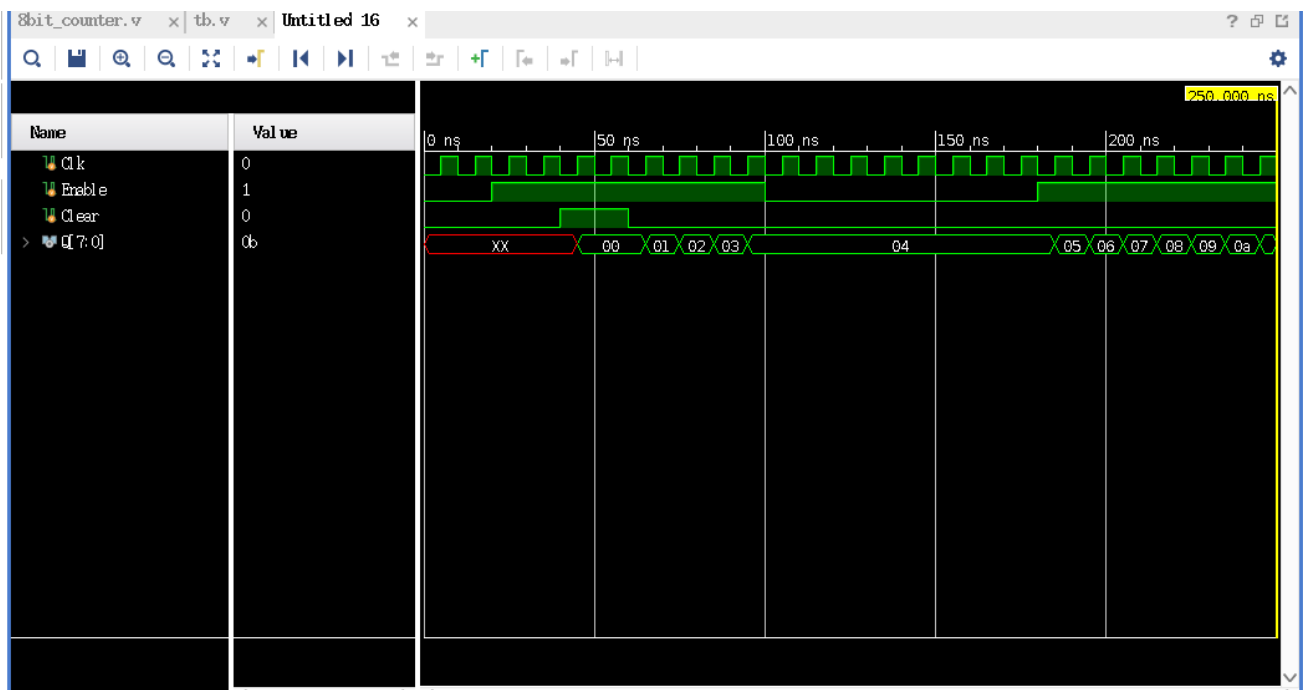 8bit_counter.v × tb.v × Untitled 16 × ?
250.000 ns
Name Value
0 ns 50 ns 100 ns 150 ns 200 ns
Clk 0
Enable 1
Clear 0
Q[7:0] 0b XX 00 01 02 03 04 05 06 07 08 09 0a